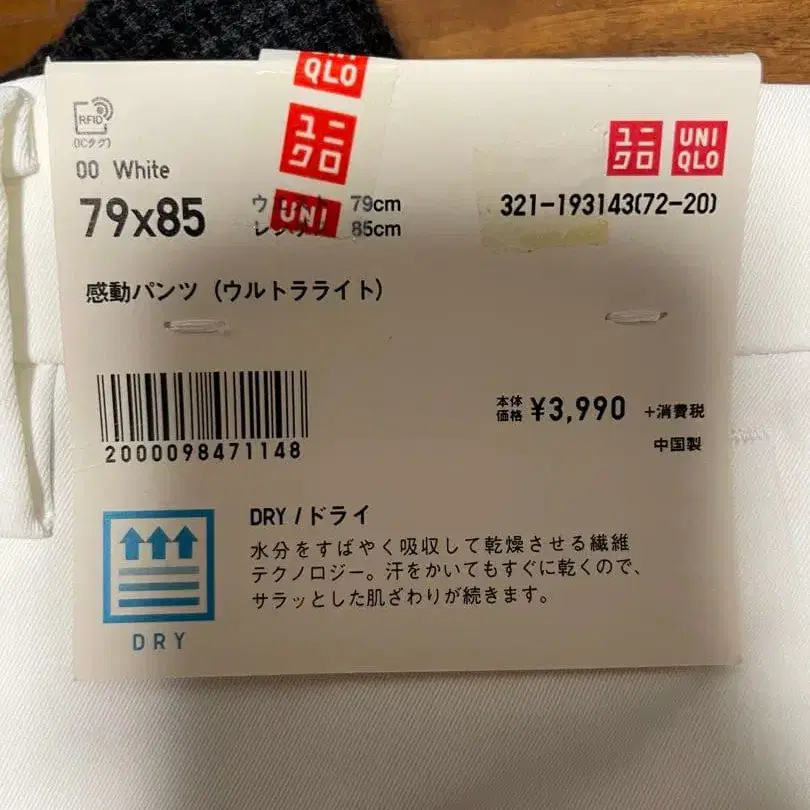 QLO
ユニ
クロ
UNI
RFID
(ICタグ)
00 White
79x85
79cm
85cm
ユニ
クロ
UNI
QLO
321-193143(72-20)
感動パンツ (ウルトラライト)
2000098471148
本体
価格 ¥3,990 +消費税
中国製
DRY
DRY /ドライ
水分をすばやく吸収して乾燥させる繊維
テクノロジー。汗をかいてもすぐに乾くので、
サラッとした肌ざわりが続きます。